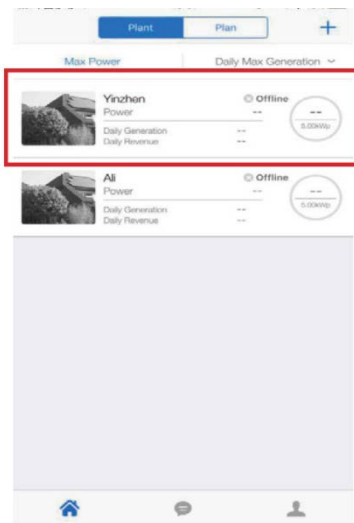 Plant Plan +
Max Power Daily Max Generation
Yinzhen Offline
Power -- --
Daily Generation -- 5.00kWp
Daily Revenue --
Ali Offline
Power -- --
Daily Generation -- 5.00kWp
Daily Revenue --